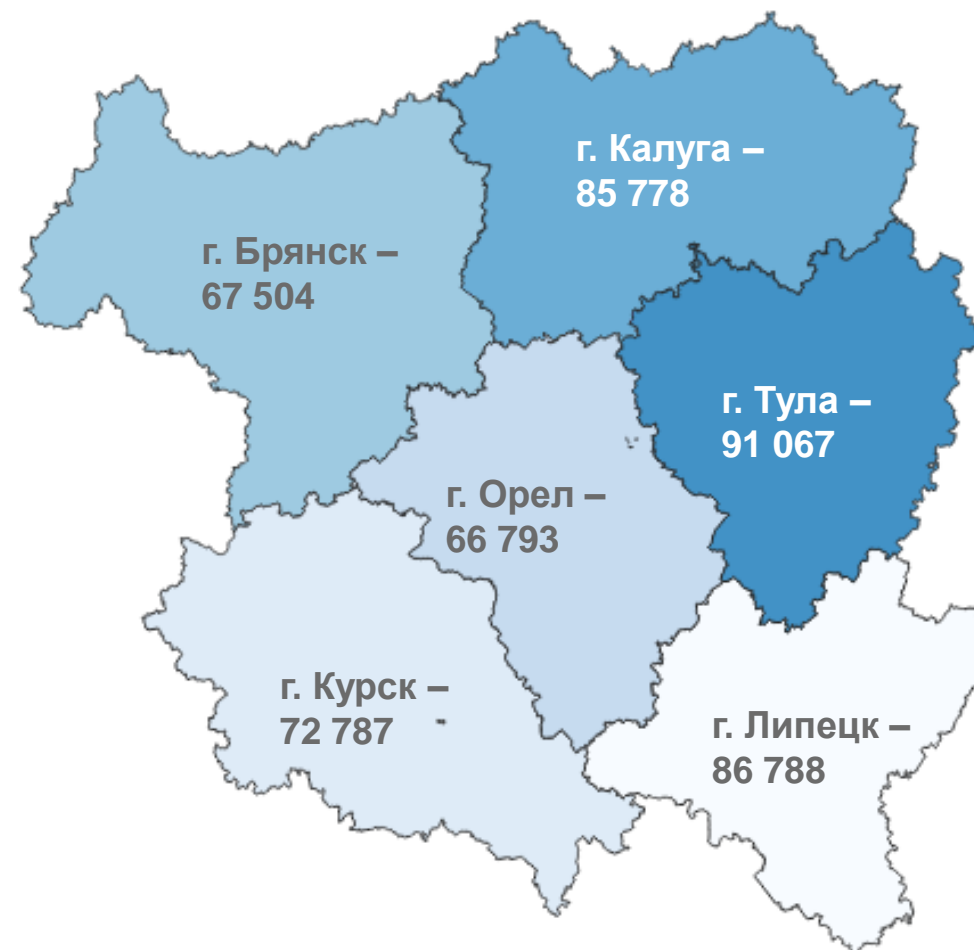 г. Калуга –
85 778
г. Брянск –
67 504
г. Тула –
91 067
г. Орел –
66 793
г. Курск –
72 787
г. Липецк –
86 788